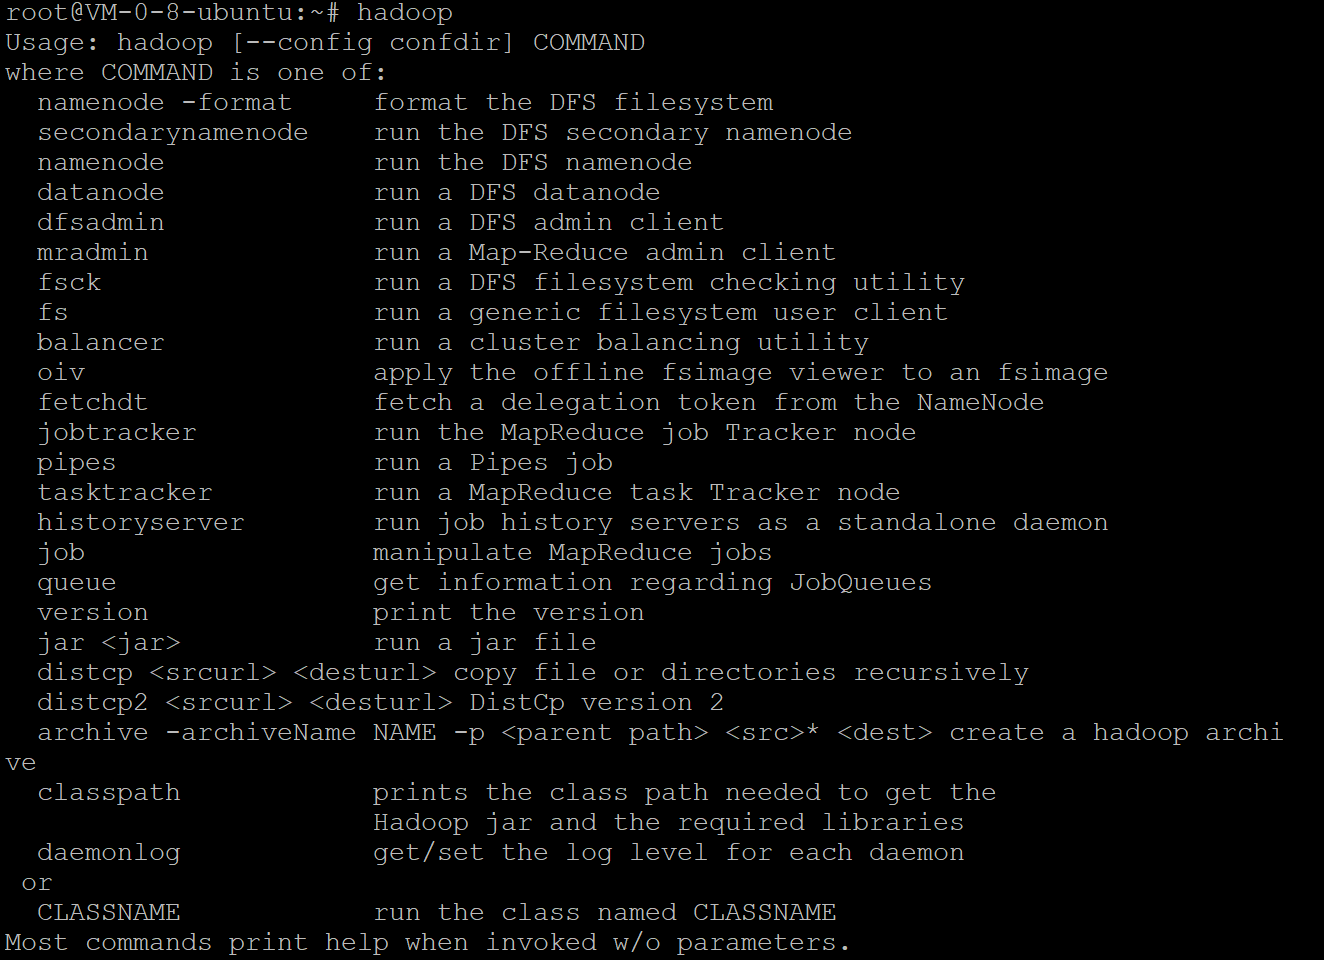 root@VM-0-8-ubuntu:~# hadoop
Usage: hadoop [--config confdir] COMMAND
where COMMAND is one of:
  namenode -format     format the DFS filesystem
  secondarynamenode    run the DFS secondary namenode
  namenode             run the DFS namenode
  datanode             run a DFS datanode
  dfsadmin             run a DFS admin client
  mradmin              run a Map-Reduce admin client
  fsck                 run a DFS filesystem checking utility
  fs                   run a generic filesystem user client
  balancer             run a cluster balancing utility
  oiv                  apply the offline fsimage viewer to an fsimage
  fetchdt              fetch a delegation token from the NameNode
  jobtracker           run the MapReduce job Tracker node
  pipes                run a Pipes job
  tasktracker          run a MapReduce task Tracker node
  historyserver        run job history servers as a standalone daemon
  job                  manipulate MapReduce jobs
  queue                get information regarding JobQueues
  version              print the version
  jar <jar>            run a jar file
  distcp <srcurl> <desturl> copy file or directories recursively
  distcp2 <srcurl> <desturl> DistCp version 2
  archive -archiveName NAME -p <parent path> <src>* <dest> create a hadoop archi
ve
  classpath            prints the class path needed to get the
                       Hadoop jar and the required libraries
  daemonlog            get/set the log level for each daemon
 or
  CLASSNAME            run the class named CLASSNAME
Most commands print help when invoked w/o parameters.